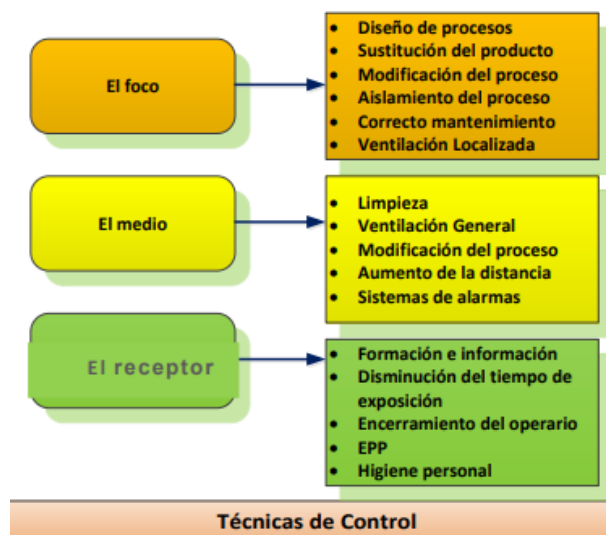 El foco
• Diseño de procesos
• Sustitución del producto
• Modificación del proceso
• Aislamiento del proceso
• Correcto mantenimiento
• Ventilación Localizada
El medio
• Limpieza
• Ventilación General
• Modificación del proceso
• Aumento de la distancia
• Sistemas de alarmas
El receptor
• Formación e información
• Disminución del tiempo de
exposición
• Encerramiento del operario
• EPP
• Higiene personal
Técnicas de Control